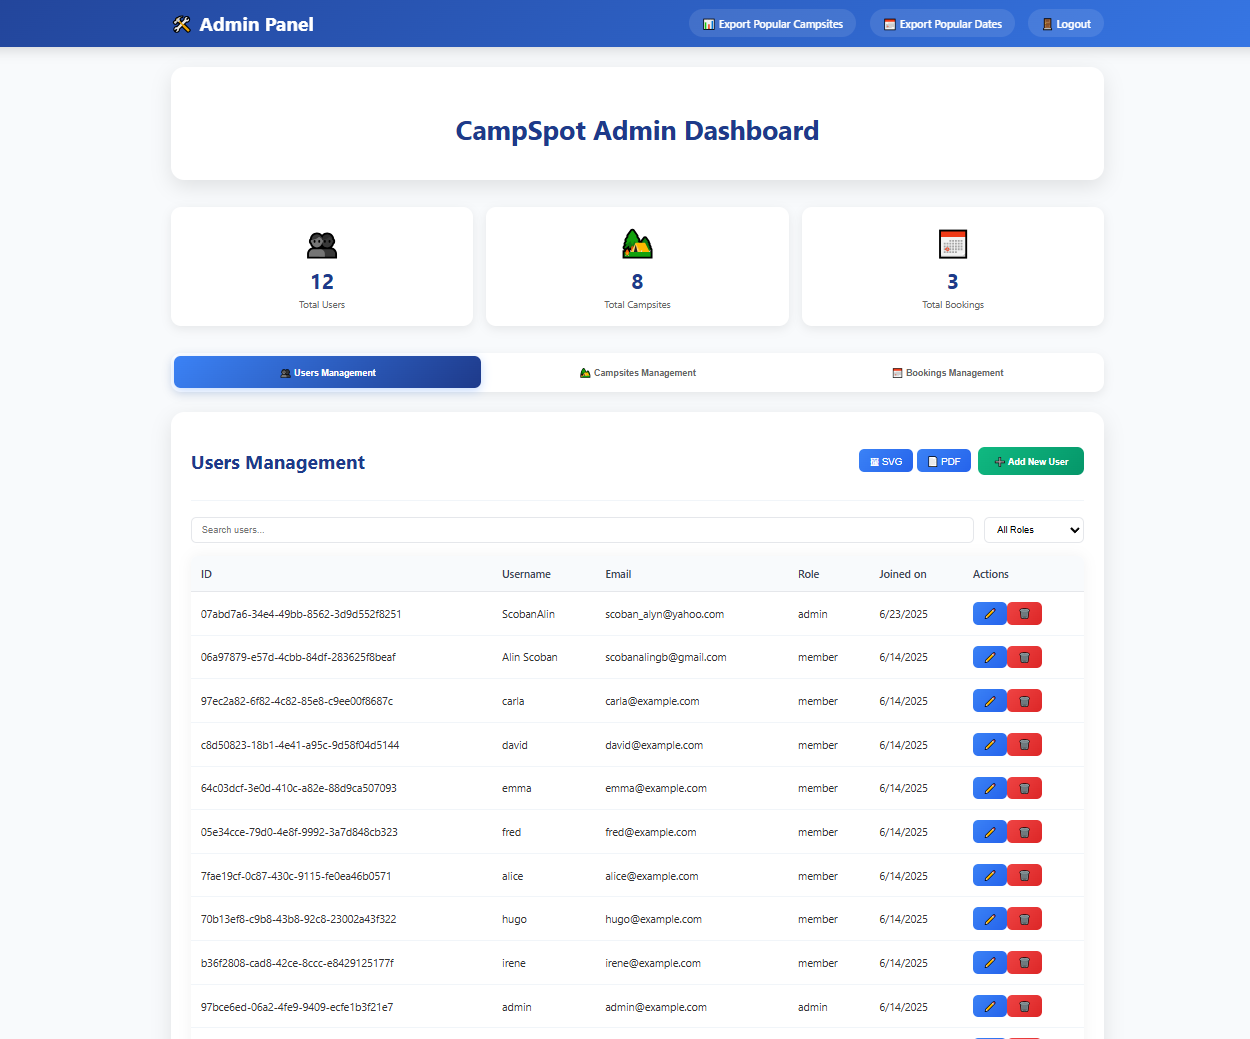 Admin Panel
Export Popular Campsites
Export Popular Dates
Logout
CampSpot Admin Dashboard
12
Total Users
8
Total Campsites
3
Total Bookings
Users Management
Campsites Management
Bookings Management
Users Management
SVG
PDF
Add New User
Search users...
All Roles
ID Username Email Role Joined on Actions
07abd7a6-34e4-49bb-8562-3d9d552f8251 ScobanAlin scoban_alyn@yahoo.com admin 6/23/2025
06a97879-e57d-4cbb-84df-283625f8beaf Alin Scoban scobanalingb@gmail.com member 6/14/2025
97ec2a82-6f82-4c82-85e8-c9ee00f8687c carla carla@example.com member 6/14/2025
c8d50823-18b1-4e41-a95c-9d58f04d5144 david david@example.com member 6/14/2025
64c03dcf-3e0d-410c-a82e-88d9ca507093 emma emma@example.com member 6/14/2025
05e34cce-79d0-4e8f-9992-3a7d848cb323 fred fred@example.com member 6/14/2025
7fae19cf-0c87-430c-9115-fe0ea46b0571 alice alice@example.com member 6/14/2025
70b13ef8-c9b8-43b8-92c8-23002a43f322 hugo hugo@example.com member 6/14/2025
b36f2808-cad8-42ce-8ccc-e8429125177f irene irene@example.com member 6/14/2025
97bce6ed-06a2-4fe9-9409-ecfe1b3f21e7 admin admin@example.com admin 6/14/2025